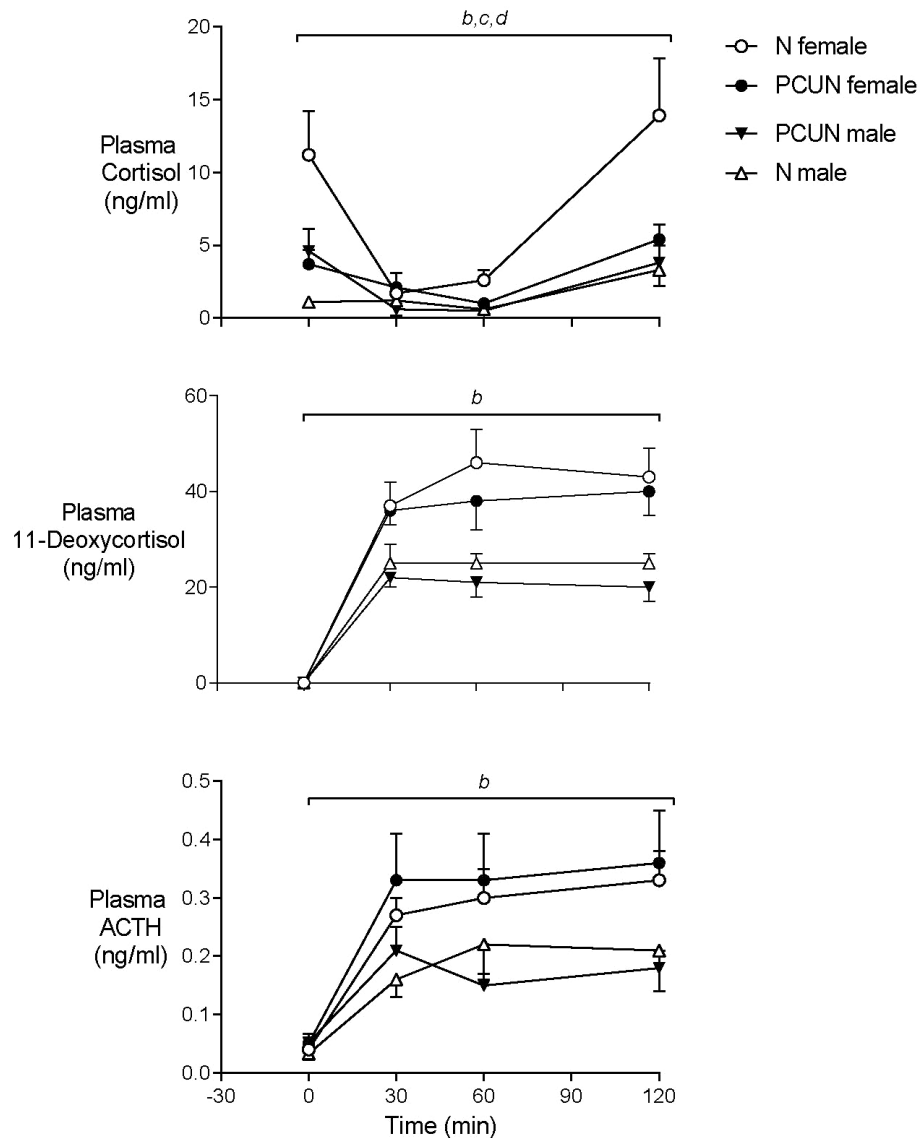 b,c,d
20
15
10
5
0
Plasma
Cortisol
(ng/ml)
N female
PCUN female
PCUN male
N male
b
60
40
20
0
Plasma
11-Deoxycortisol
(ng/ml)
b
0.5
0.4
0.3
0.2
0.1
0.0
Plasma
ACTH
(ng/ml)
-30 0 30 60 90 120
Time (min)